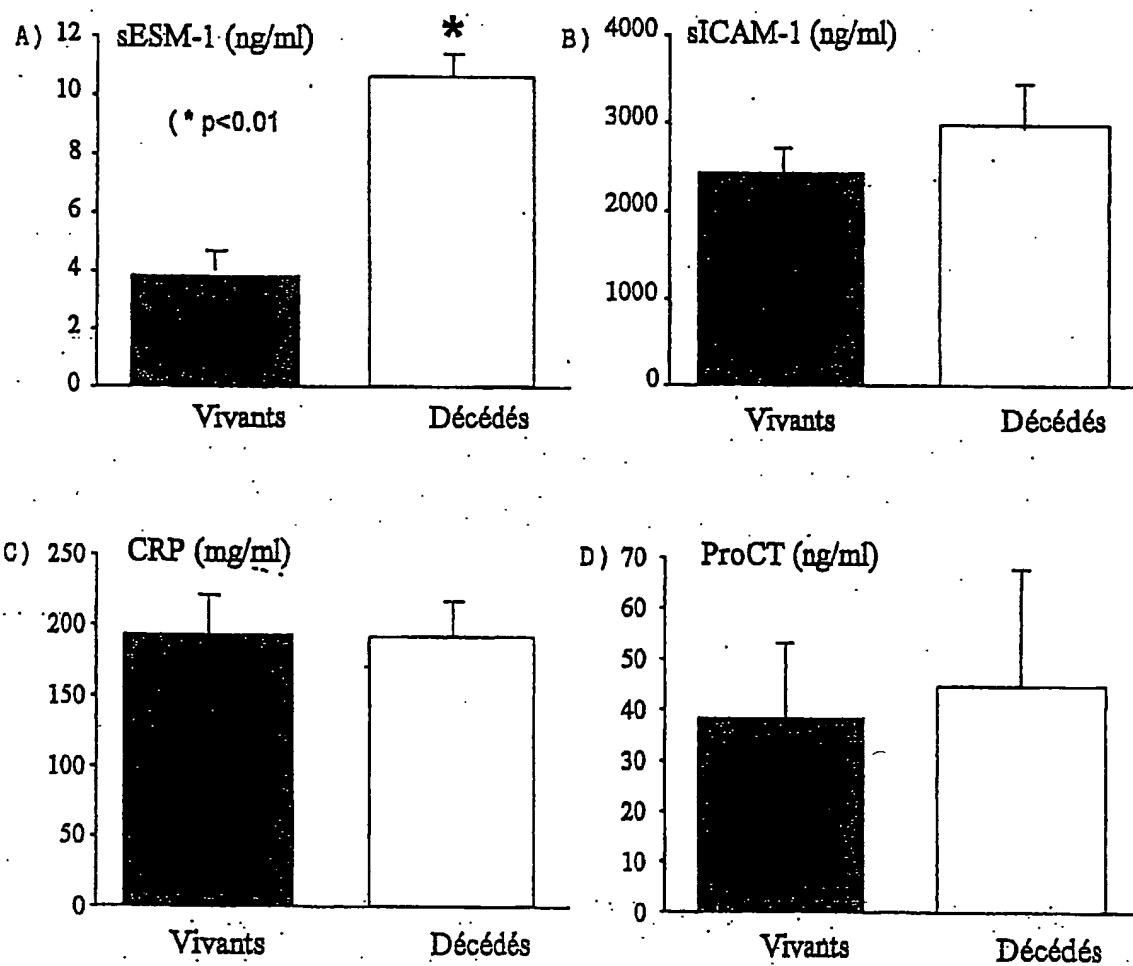 A) sESM-1 (ng/ml)
12
10
8
6
4
2
0
*
(* p<0.01
Vivants
Décédés
B) sICAM-1 (ng/ml)
4000
3000
2000
1000
0
Vivants
Décédés
C) CRP (mg/ml)
250
200
150
100
50
0
Vivants
Décédés
D) ProCT (ng/ml)
70
60
50
40
30
20
10
0
Vivants
Décédés